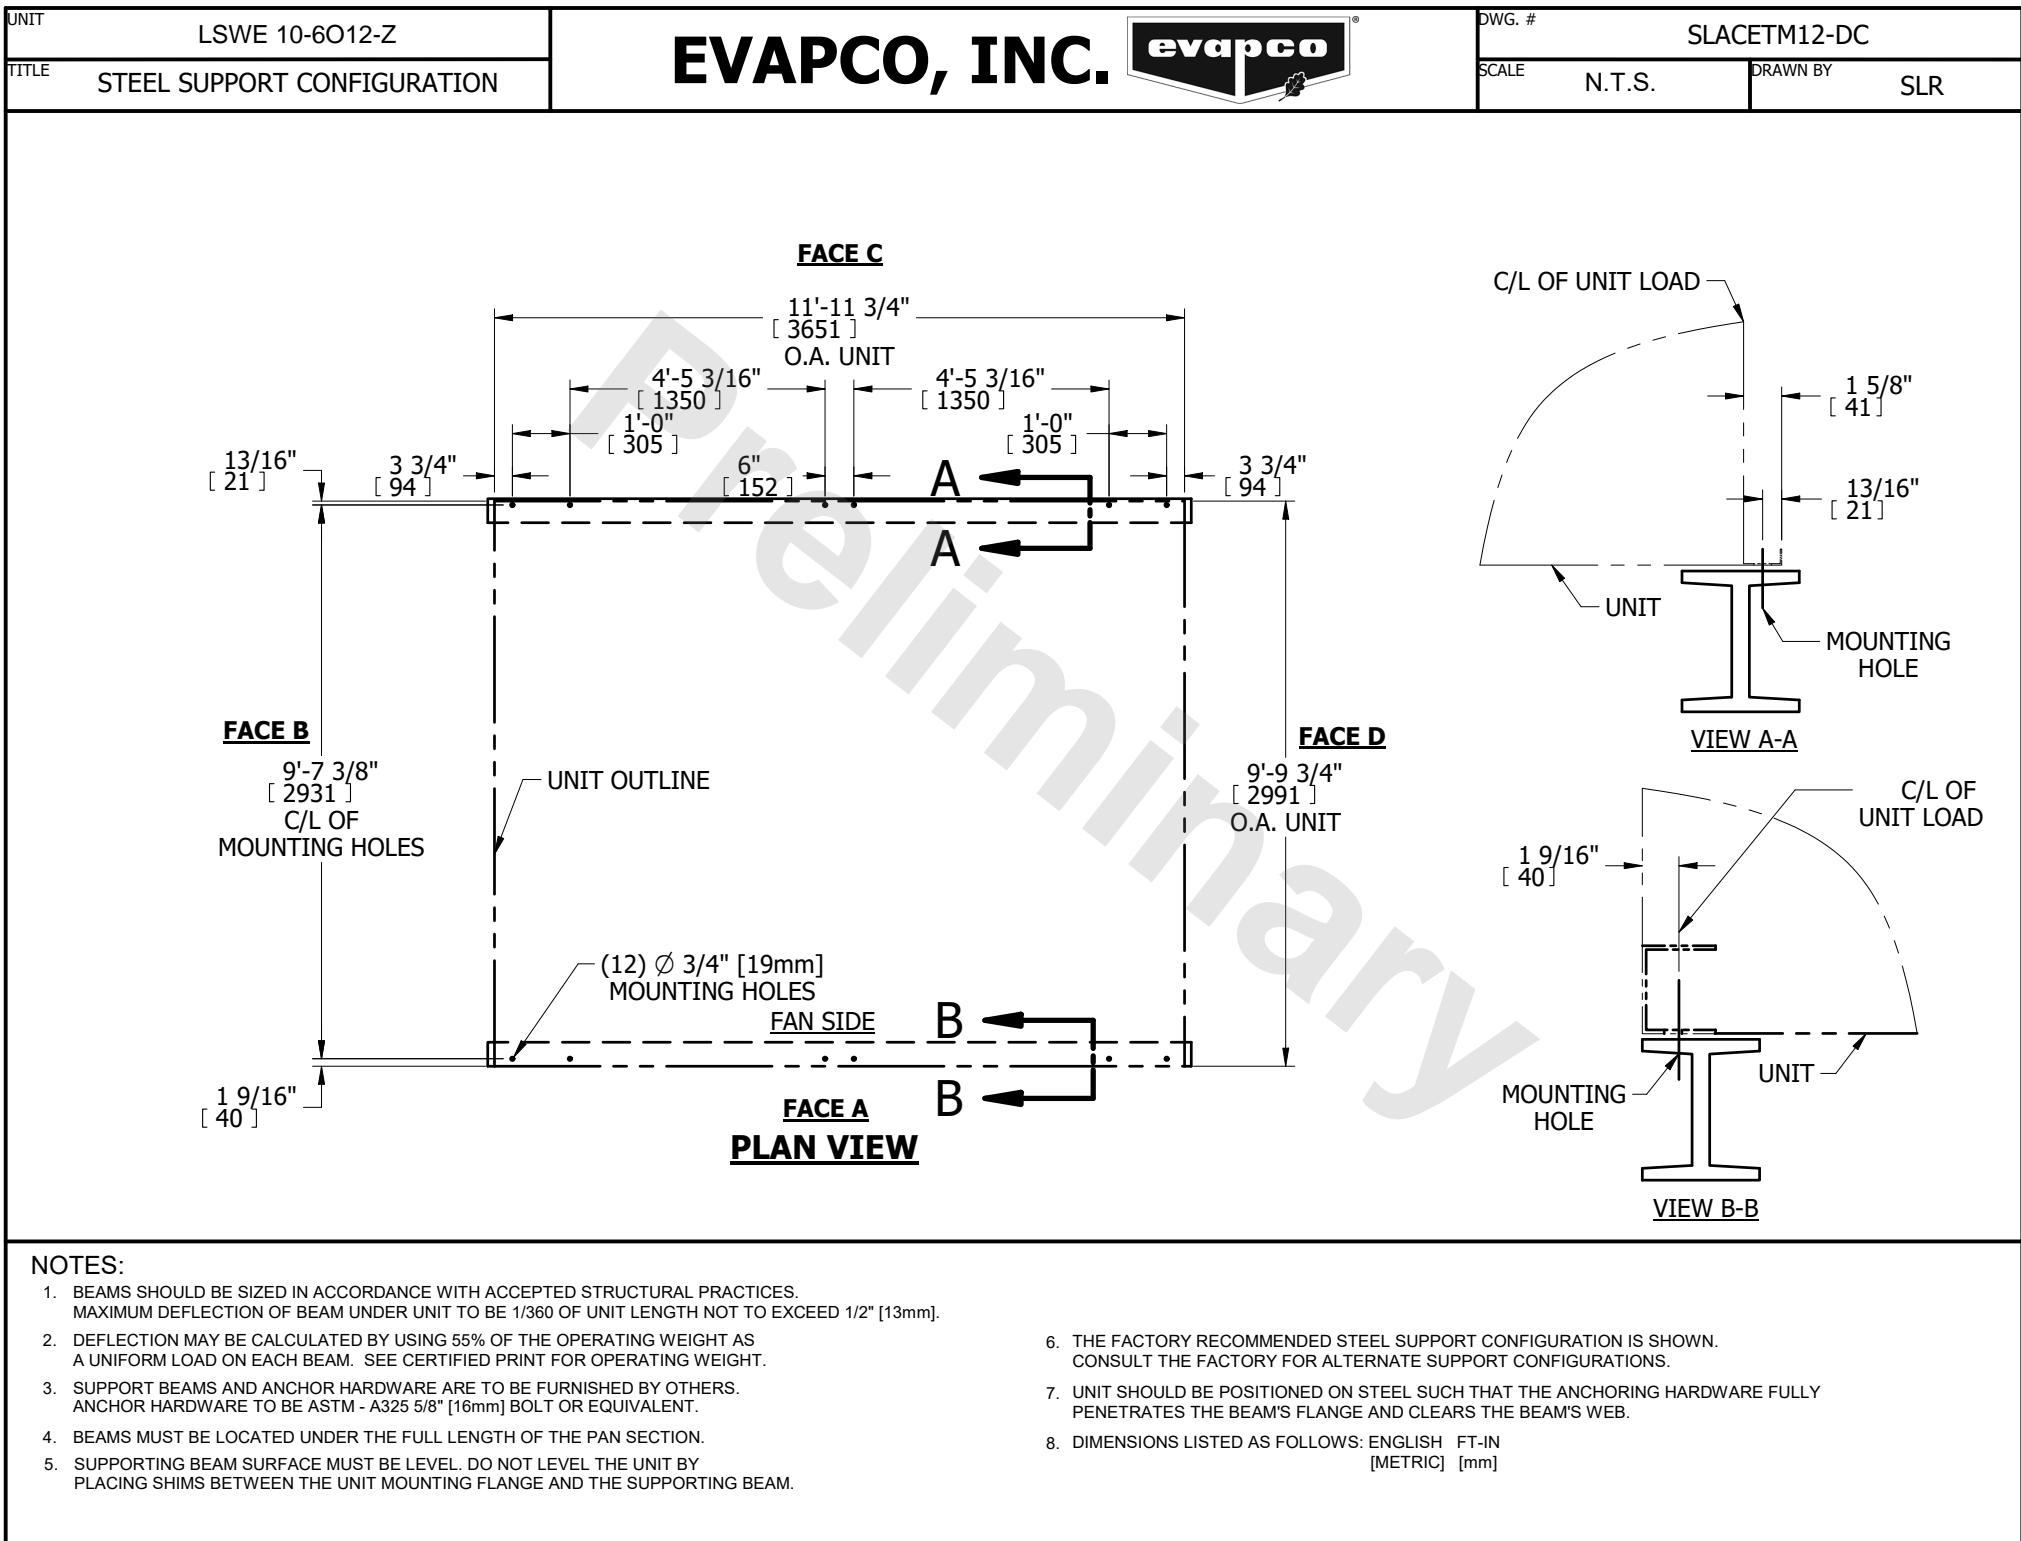 UNIT
LSWE 10-6O12-Z
TITLE
STEEL SUPPORT CONFIGURATION
EVAPCO, INC.
evapco
®
DWG. #
SLACETM12-DC
SCALE
N.T.S.
DRAWN BY
SLR
Preliminary
FACE C
11'-11 3/4"
[ 3651 ]
O.A. UNIT
4'-5 3/16"
[ 1350 ]
4'-5 3/16"
[ 1350 ]
1'-0"
[ 305 ]
1'-0"
[ 305 ]
13/16"
[ 21 ]
3 3/4"
[ 94 ]
6"
[ 152 ]
A
3 3/4"
[ 94 ]
A
FACE B
9'-7 3/8"
[ 2931 ]
C/L OF
MOUNTING HOLES
UNIT OUTLINE
FACE D
9'-9 3/4"
[ 2991 ]
O.A. UNIT
(12) Ø 3/4" [19mm]
MOUNTING HOLES
FAN SIDE
B
B
1 9/16"
[ 40 ]
FACE A
PLAN VIEW
C/L OF UNIT LOAD
1 5/8"
[ 41 ]
13/16"
[ 21 ]
UNIT
MOUNTING
HOLE
VIEW A-A
C/L OF
UNIT LOAD
1 9/16"
[ 40 ]
UNIT
MOUNTING
HOLE
VIEW B-B
NOTES:
1. BEAMS SHOULD BE SIZED IN ACCORDANCE WITH ACCEPTED STRUCTURAL PRACTICES.
MAXIMUM DEFLECTION OF BEAM UNDER UNIT TO BE 1/360 OF UNIT LENGTH NOT TO EXCEED 1/2" [13mm].
2. DEFLECTION MAY BE CALCULATED BY USING 55% OF THE OPERATING WEIGHT AS
A UNIFORM LOAD ON EACH BEAM. SEE CERTIFIED PRINT FOR OPERATING WEIGHT.
3. SUPPORT BEAMS AND ANCHOR HARDWARE ARE TO BE FURNISHED BY OTHERS.
ANCHOR HARDWARE TO BE ASTM - A325 5/8" [16mm] BOLT OR EQUIVALENT.
4. BEAMS MUST BE LOCATED UNDER THE FULL LENGTH OF THE PAN SECTION.
5. SUPPORTING BEAM SURFACE MUST BE LEVEL. DO NOT LEVEL THE UNIT BY
PLACING SHIMS BETWEEN THE UNIT MOUNTING FLANGE AND THE SUPPORTING BEAM.
6. THE FACTORY RECOMMENDED STEEL SUPPORT CONFIGURATION IS SHOWN.
CONSULT THE FACTORY FOR ALTERNATE SUPPORT CONFIGURATIONS.
7. UNIT SHOULD BE POSITIONED ON STEEL SUCH THAT THE ANCHORING HARDWARE FULLY
PENETRATES THE BEAM'S FLANGE AND CLEARS THE BEAM'S WEB.
8. DIMENSIONS LISTED AS FOLLOWS: ENGLISH FT-IN
[METRIC] [mm]